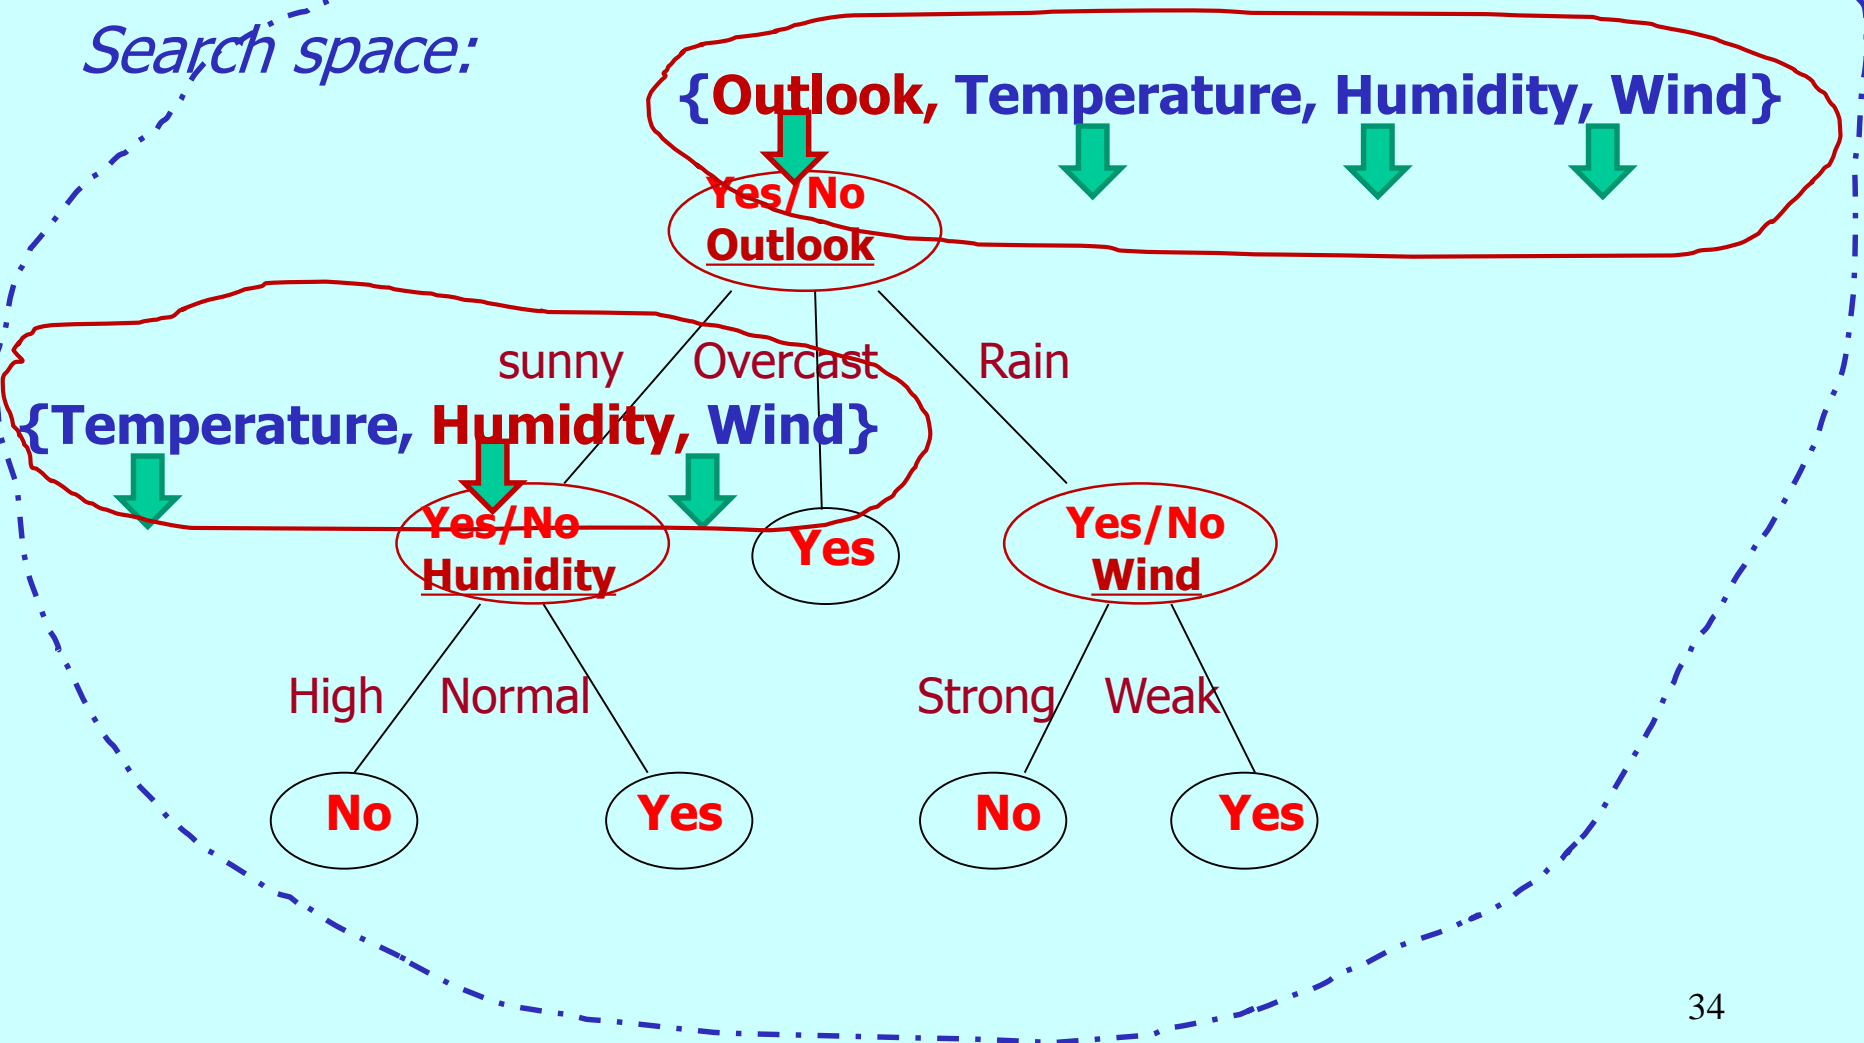 Search space:
{Outlook, Temperature, Humidity, Wind}
Yes/No
Outlook
sunny Overcast Rain
{Temperature, Humidity, Wind}
Yes/No
Humidity
Yes
Yes/No
Wind
High Normal Strong Weak
No Yes No Yes
34